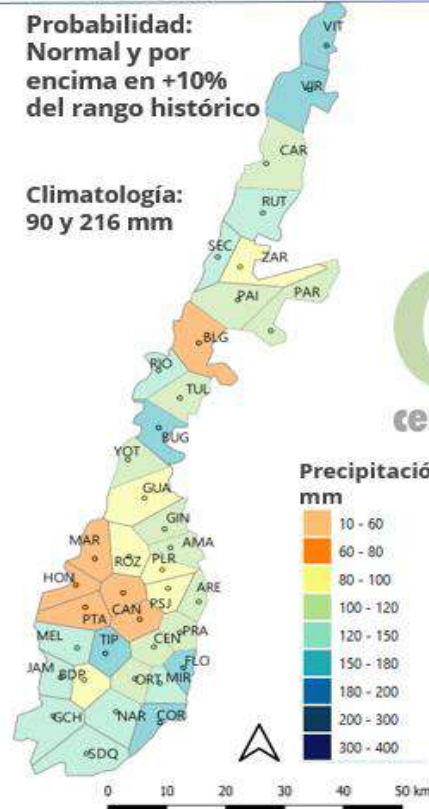 Probabilidad:
Normal y por
encima en +10%
del rango histórico
Climatología:
90 y 216 mm
VIT
VIR
CAR
RUT
SEC
ZAR
PAI
PAR
BLG
RIO
TUL
BUG
YOT
GUA
GIN
MAR
AMA
ROZ
PLR
HON
ARE
PSJ
CAN
PTA
MEL
TIP
CEN
PRA
FLO
JAM
BDP
ORT
MIR
GCH
NAR
COR
SDQ
ce
Precipitació
mm
10 - 60
60 - 80
80 - 100
100 - 120
120 - 150
150 - 180
180 - 200
200 - 300
300 - 400
0 10 20 30 40 50 km